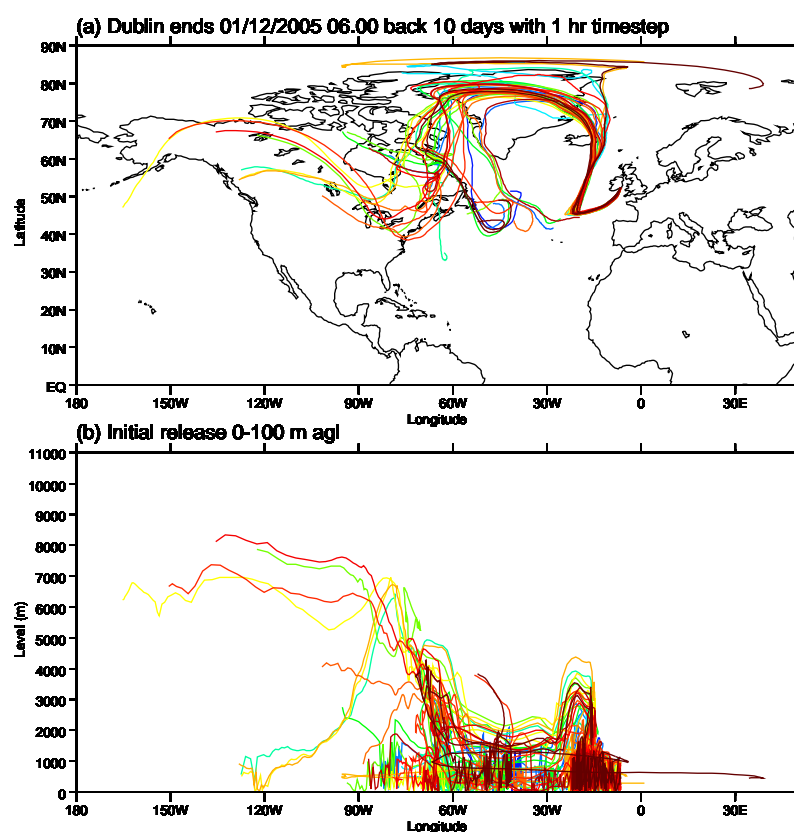 (a) Dublin ends 01/12/2005 06.00 back 10 days with 1 hr timestep
90N
80N
70N
60N
50N
40N
30N
20N
10N
EQ
Latitude
180 150W 120W 90W 60W 30W 0 30E
Longitude
(b) Initial release 0-100 m agl
11000
10000
9000
8000
7000
6000
5000
4000
3000
2000
1000
0
Level (m)
180 150W 120W 90W 60W 30W 0 30E
Longitude